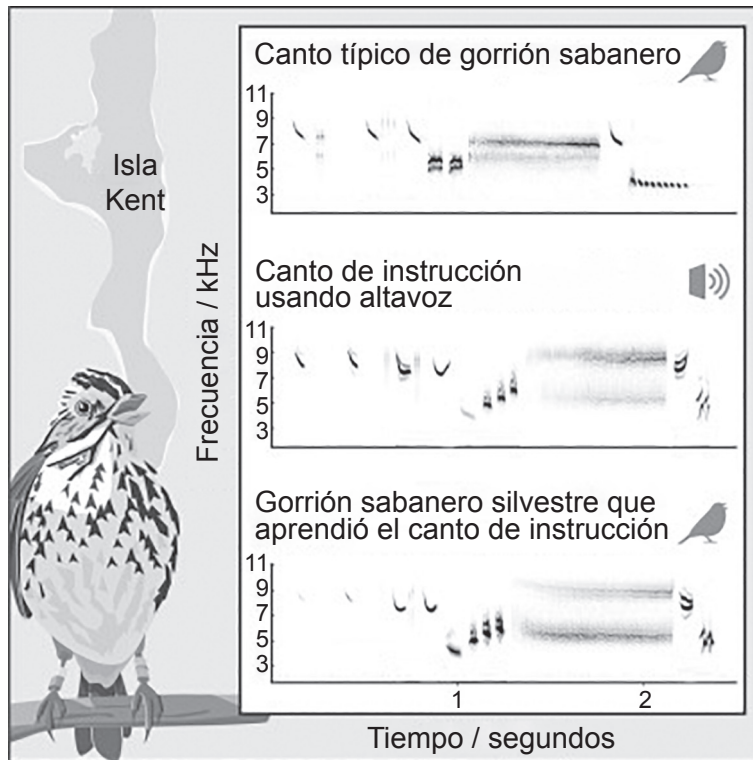 Canto típico de gorrión sabanero
11
9
7
5
3
Isla
Kent
Canto de instrucción
usando altavoz
11
9
7
5
3
Frecuencia / kHz
Gorrión sabanero silvestre que
aprendió el canto de instrucción
11
9
7
5
3
1
2
Tiempo / segundos